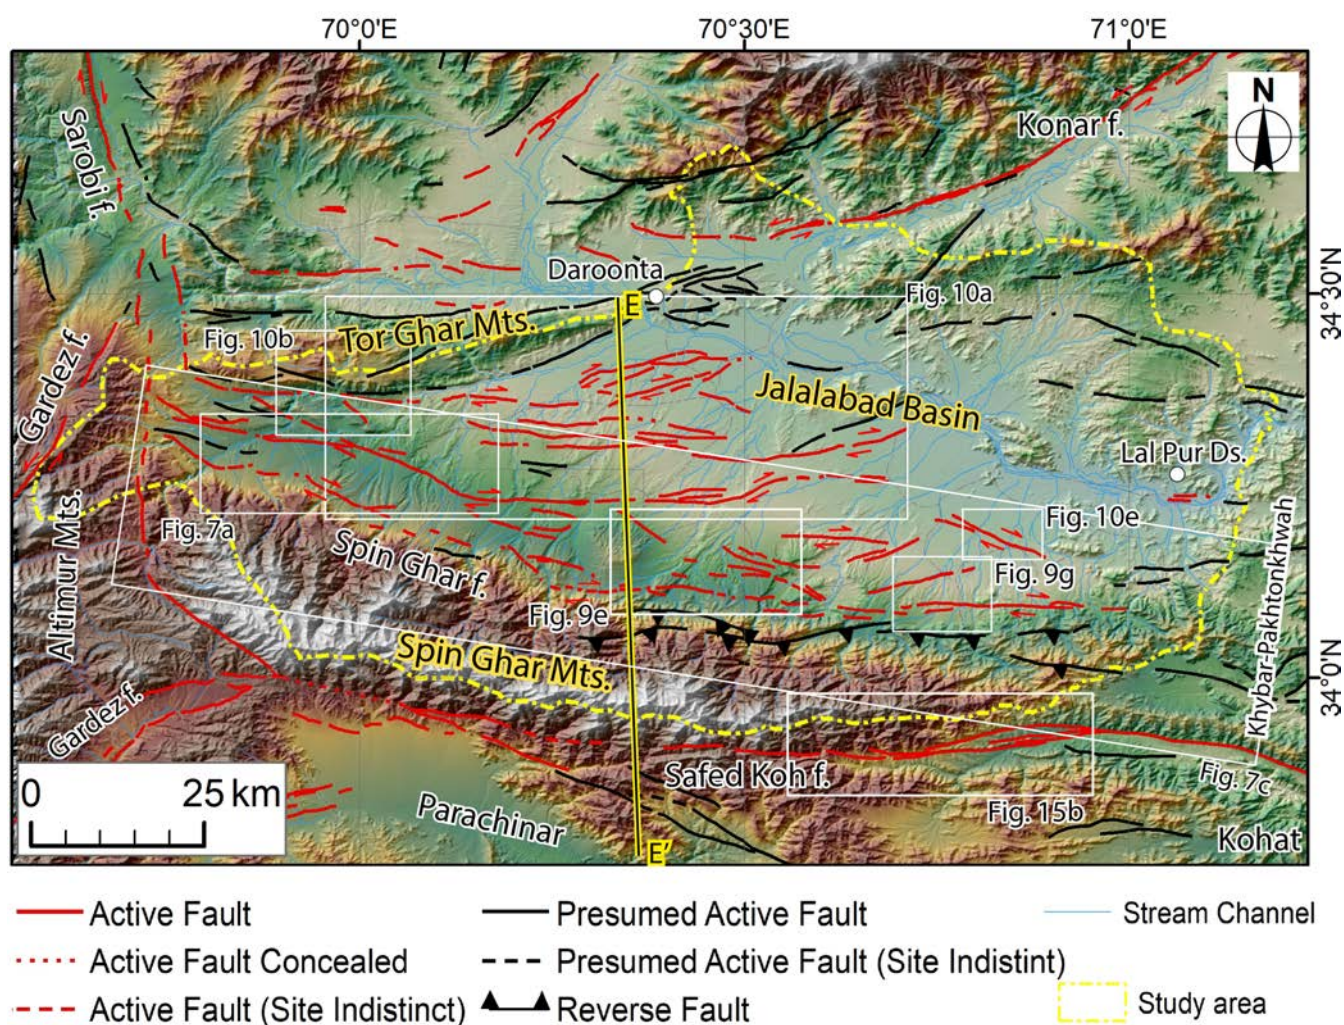 70°0'E
70°30'E
71°0'E
N
Konar f.
Sarobi f.
Daroonta
34°30'N
E
Fig. 10a
Tor Ghar Mts.
Fig. 10b
Gardez f.
Jalalabad Basin
Lal Pur Ds.
Altimur Mts.
Fig. 7a
Fig. 10e
Spin Ghar f.
Fig. 9g
Fig. 9e
Khybar-Pakhtonkhwah
Spin Ghar Mts.
34°0'N
Gardez f.
Safed Koh f.
Fig. 7c
0 25 km
Parachinar
Fig. 15b
Kohat
E'
Active Fault
Presumed Active Fault
Stream Channel
Active Fault Concealed
Presumed Active Fault (Site Indistint)
Active Fault (Site Indistinct)
Reverse Fault
Study area